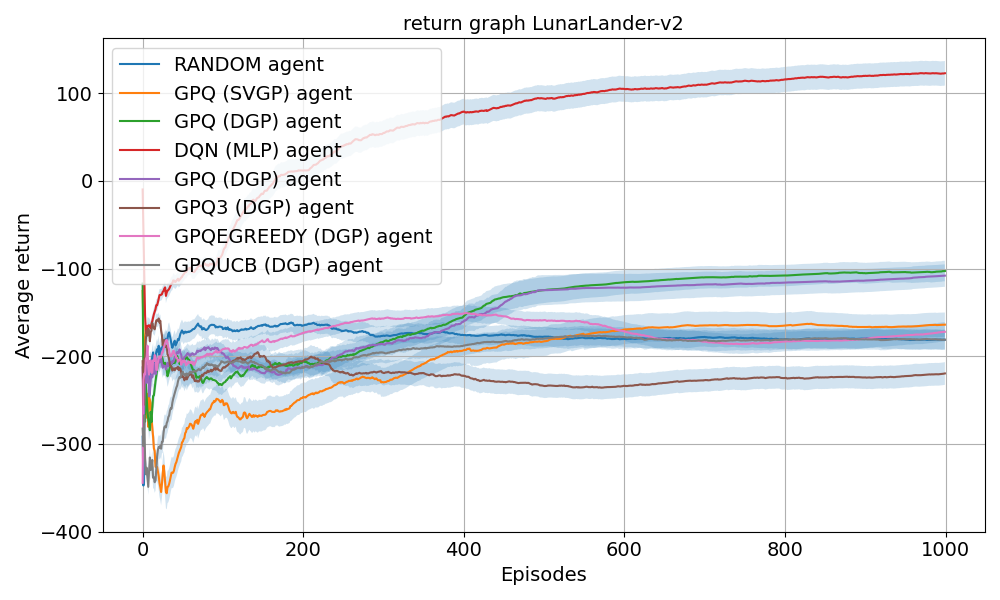 return graph LunarLander-v2
RANDOM agent
GPQ (SVGP) agent
GPQ (DGP) agent
DQN (MLP) agent
GPQ (DGP) agent
GPQ3 (DGP) agent
GPQEGREEDY (DGP) agent
GPQUCB (DGP) agent
Average return
100
0
−100
−200
−300
−400
0 200 400 600 800 1000
Episodes